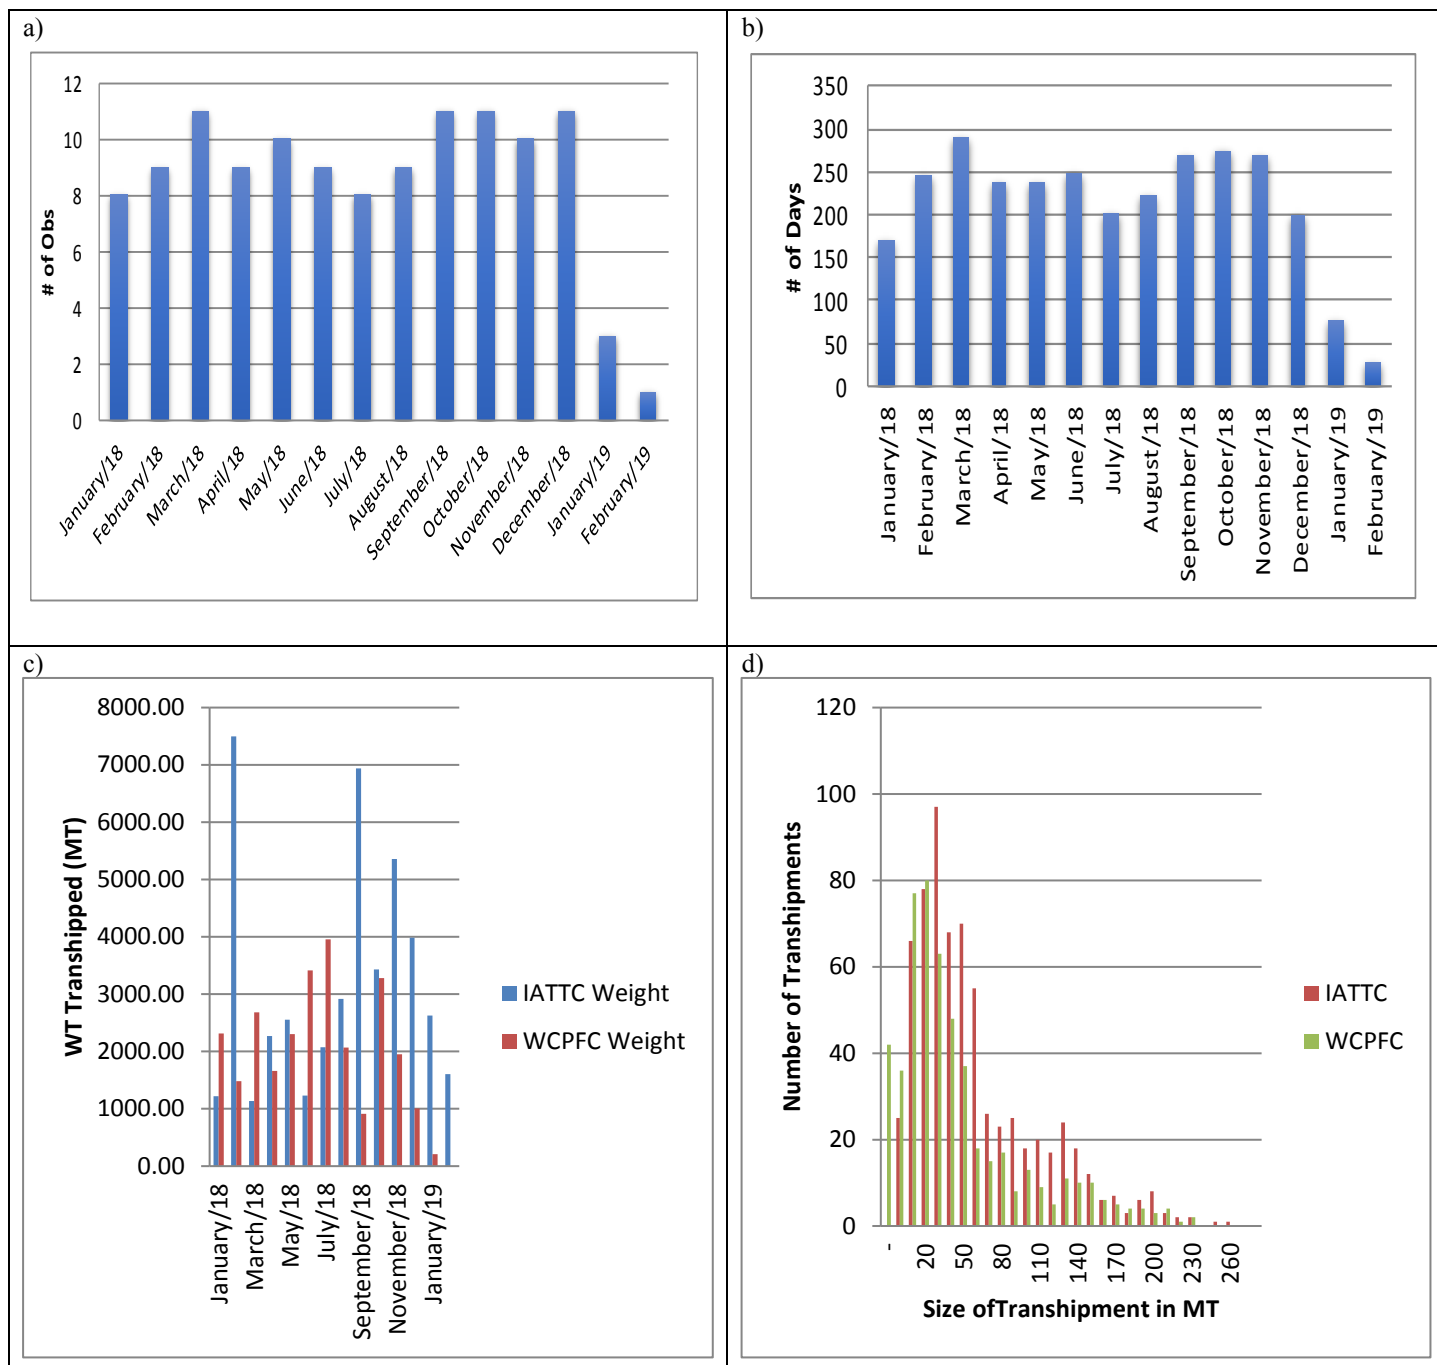 a)
12
10
8
6
4
2
0
# of Obs
January/18
February/18
March/18
April/18
May/18
June/18
July/18
August/18
September/18
October/18
November/18
December/18
January/19
February/19
b)
350
300
250
200
150
100
50
0
# of Days
January/18
February/18
March/18
April/18
May/18
June/18
July/18
August/18
September/18
October/18
November/18
December/18
January/19
February/19
c)
8000.00
7000.00
6000.00
5000.00
4000.00
3000.00
2000.00
1000.00
0.00
WT Transhipped (MT)
January/18
March/18
May/18
July/18
September/18
November/18
January/19
IATTC Weight
WCPFC Weight
d)
120
100
80
60
40
20
0
Number of Transhipments
-
20
50
80
110
140
170
200
230
260
Size ofTranshipment in MT
IATTC
WCPFC